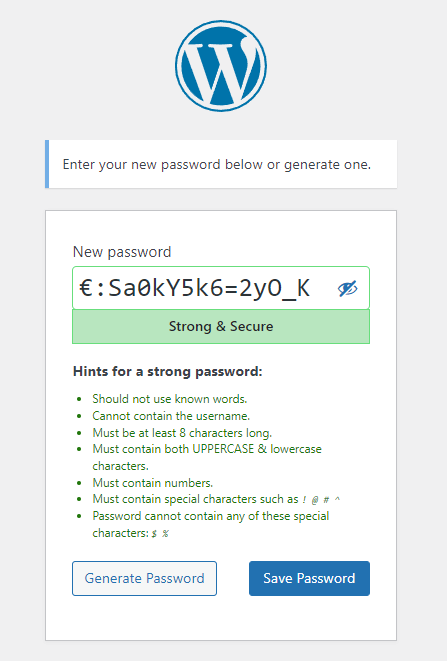 Enter your new password below or generate one.
New password
€:Sa0kY5k6=2yO_K
Strong & Secure
Hints for a strong password:
Should not use known words.
Cannot contain the username.
Must be at least 8 characters long.
Must contain both UPPERCASE & lowercase
characters.
Must contain numbers.
Must contain special characters such as ! @ # ^
Password cannot contain any of these special
characters: $ %
Generate Password
Save Password